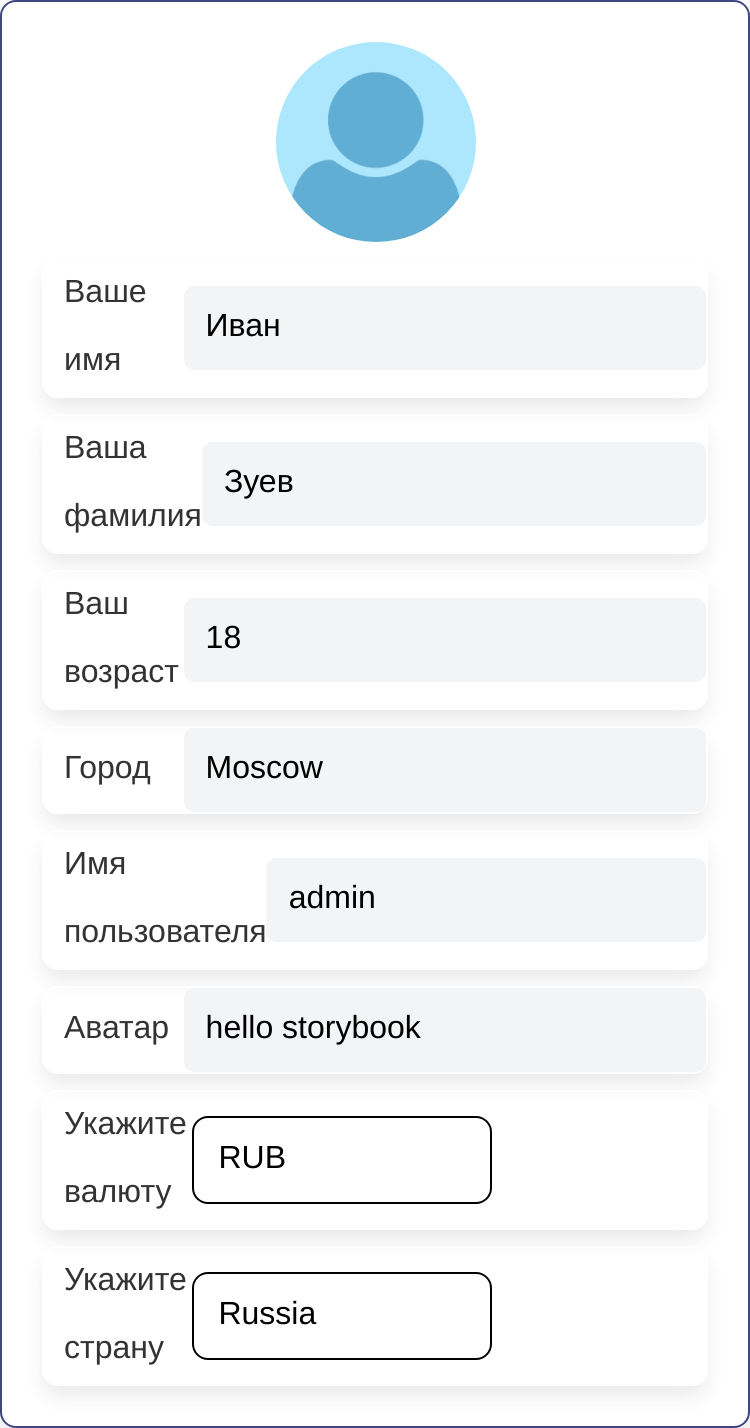 Ваше
имя
Иван
Ваша
фамилия
Зуев
Ваш
возраст
18
Город
Moscow
Имя
пользователя
admin
Аватар
hello storybook
Укажите
валюту
RUB
Укажите
страну
Russia